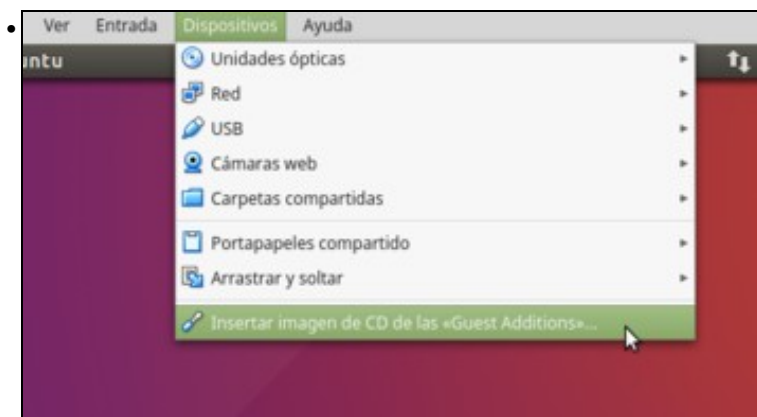 Ver Entrada Dispositivos Ayuda
untu
Unidades ópticas
Red
USB
Cámaras web
Carpetas compartidas
Portapapeles compartido
Arrastrar y soltar
Insertar imagen de CD de las «Guest Additions»...